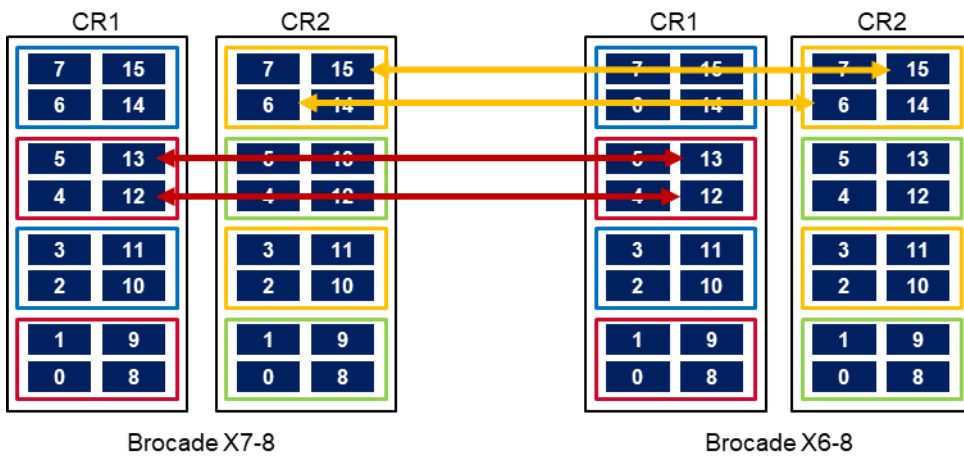 CR1 CR2 CR1 CR2
7 15 7 15 7 15 7 15
6 14 6 14 6 14 6 14
5 13 5 13 5 13 5 13
4 12 4 12 4 12 4 12
3 11 3 11 3 11 3 11
2 10 2 10 2 10 2 10
1 9 1 9 1 9 1 9
0 8 0 8 0 8 0 8
Brocade X7-8 Brocade X6-8